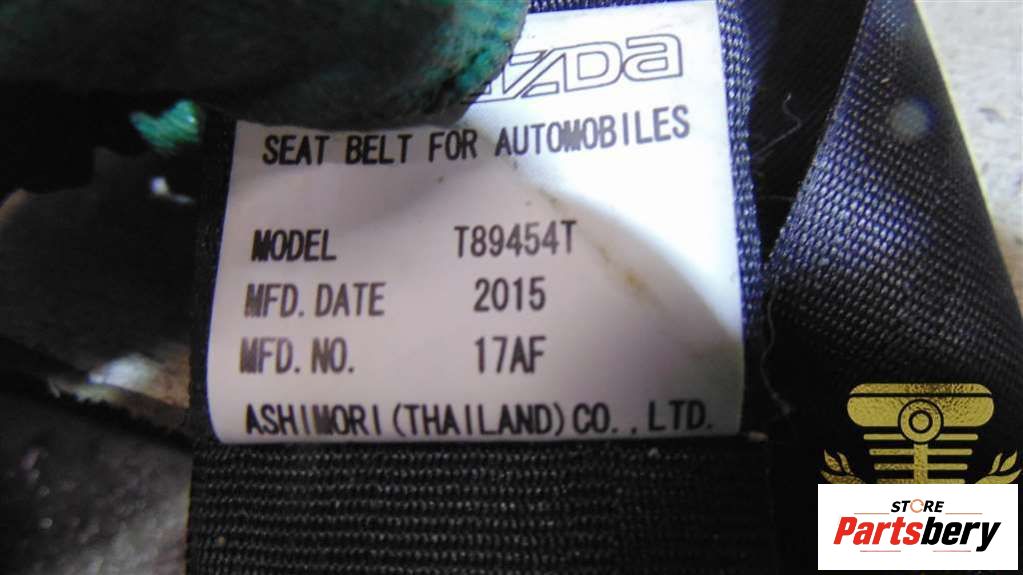 SEAT BELT FOR AUTOMOBILES
MODEL T89454T
MFD. DATE 2015
MFD. NO. 17AF
ASHIMORI (THAILAND) CO., LTD.
STORE
Partsbery